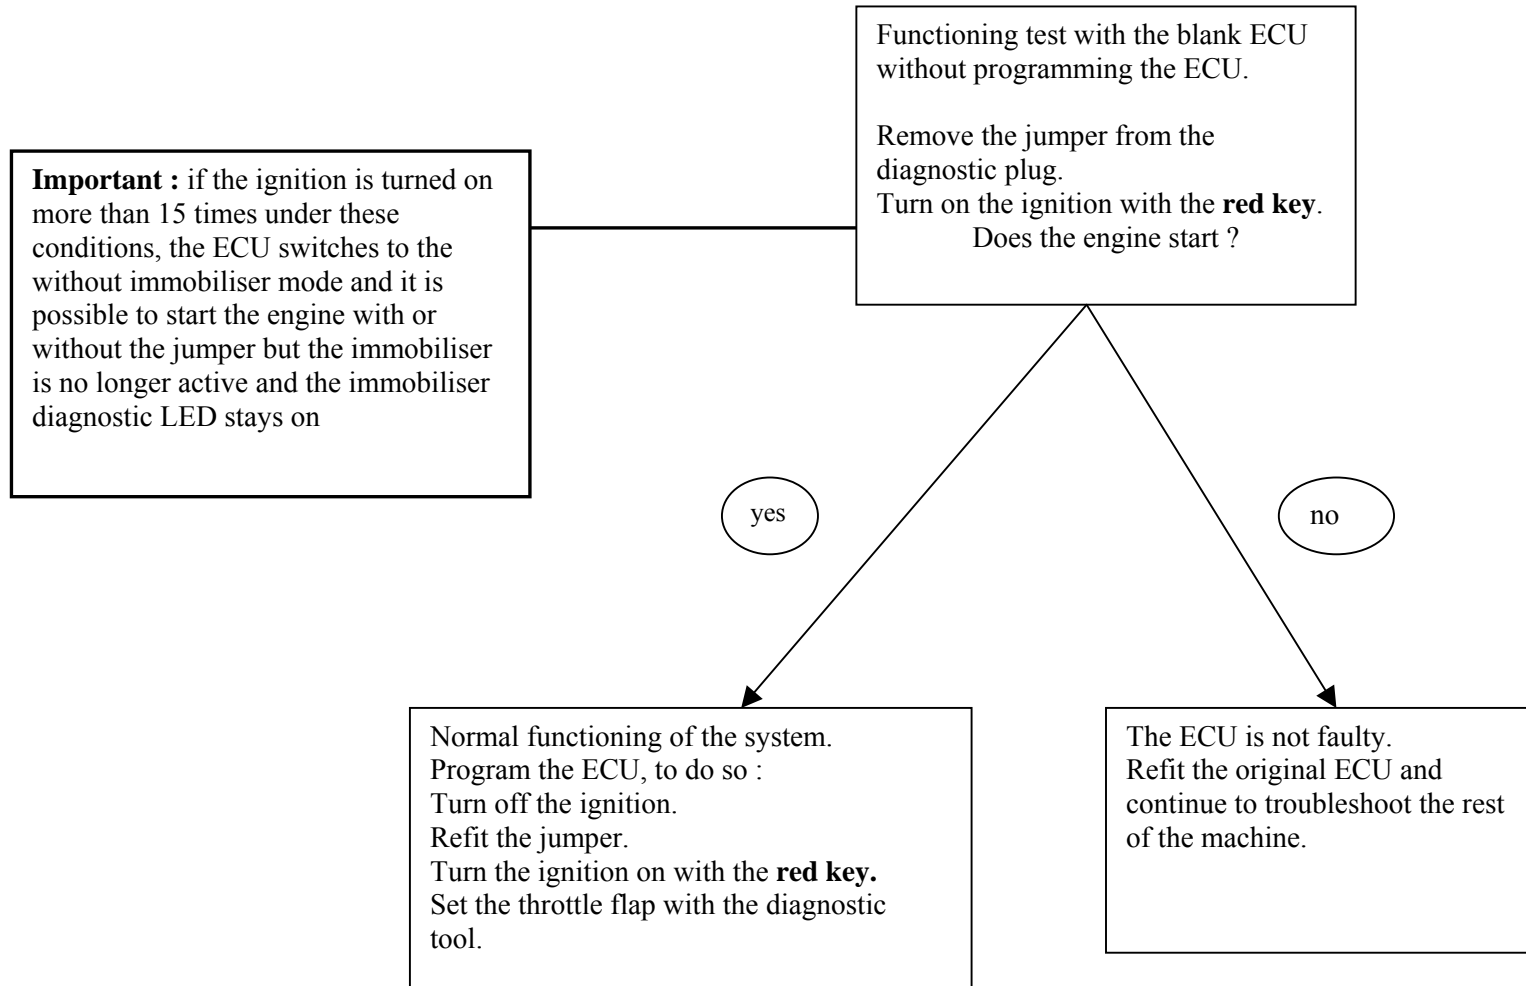 Functioning test with the blank ECU
without programming the ECU.
Remove the jumper from the
diagnostic plug.
Turn on the ignition with the red key.
Does the engine start ?
Important : if the ignition is turned on
more than 15 times under these
conditions, the ECU switches to the
without immobiliser mode and it is
possible to start the engine with or
without the jumper but the immobiliser
is no longer active and the immobiliser
diagnostic LED stays on
yes
no
Normal functioning of the system.
Program the ECU, to do so :
Turn off the ignition.
Refit the jumper.
Turn the ignition on with the red key.
Set the throttle flap with the diagnostic
tool.
The ECU is not faulty.
Refit the original ECU and
continue to troubleshoot the rest
of the machine.